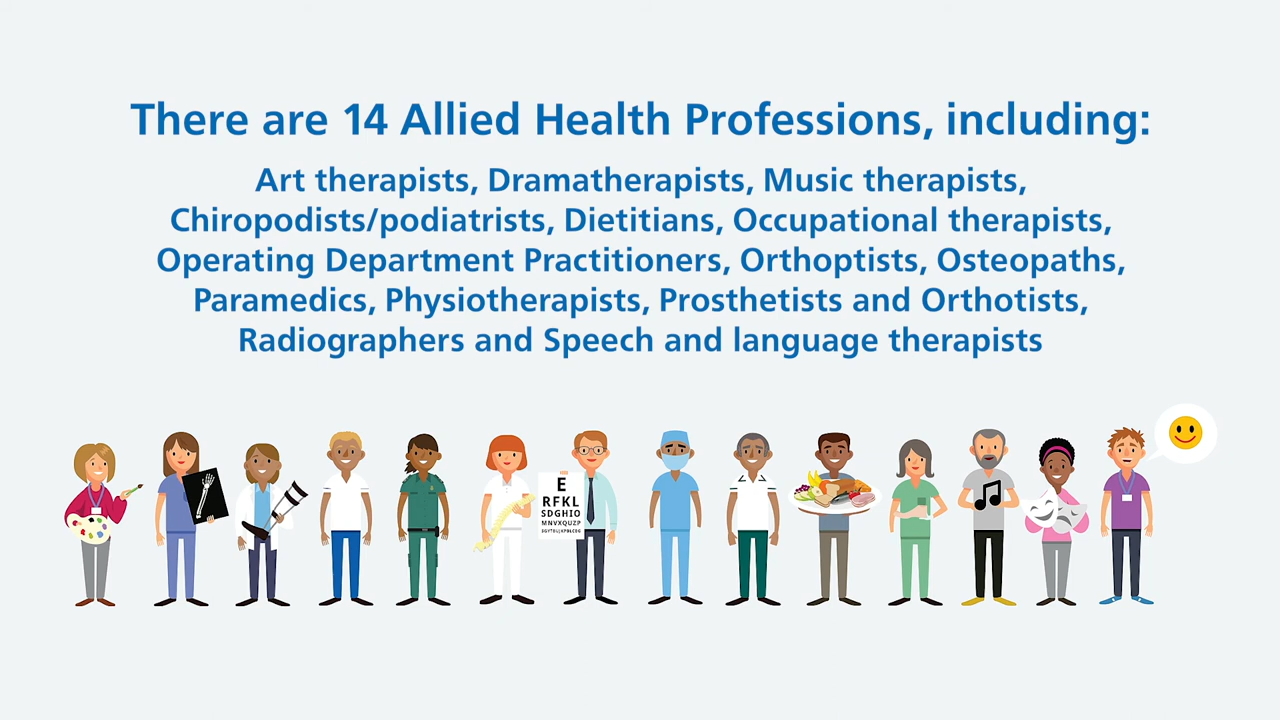 There are 14 Allied Health Professions, including:
Art therapists, Dramatherapists, Music therapists,
Chiropodists/podiatrists, Dietitians, Occupational therapists,
Operating Department Practitioners, Orthoptists, Osteopaths,
Paramedics, Physiotherapists, Prosthetists and Orthotists,
Radiographers and Speech and language therapists
E
RFKL
SDGHIO
MNVXQUZP